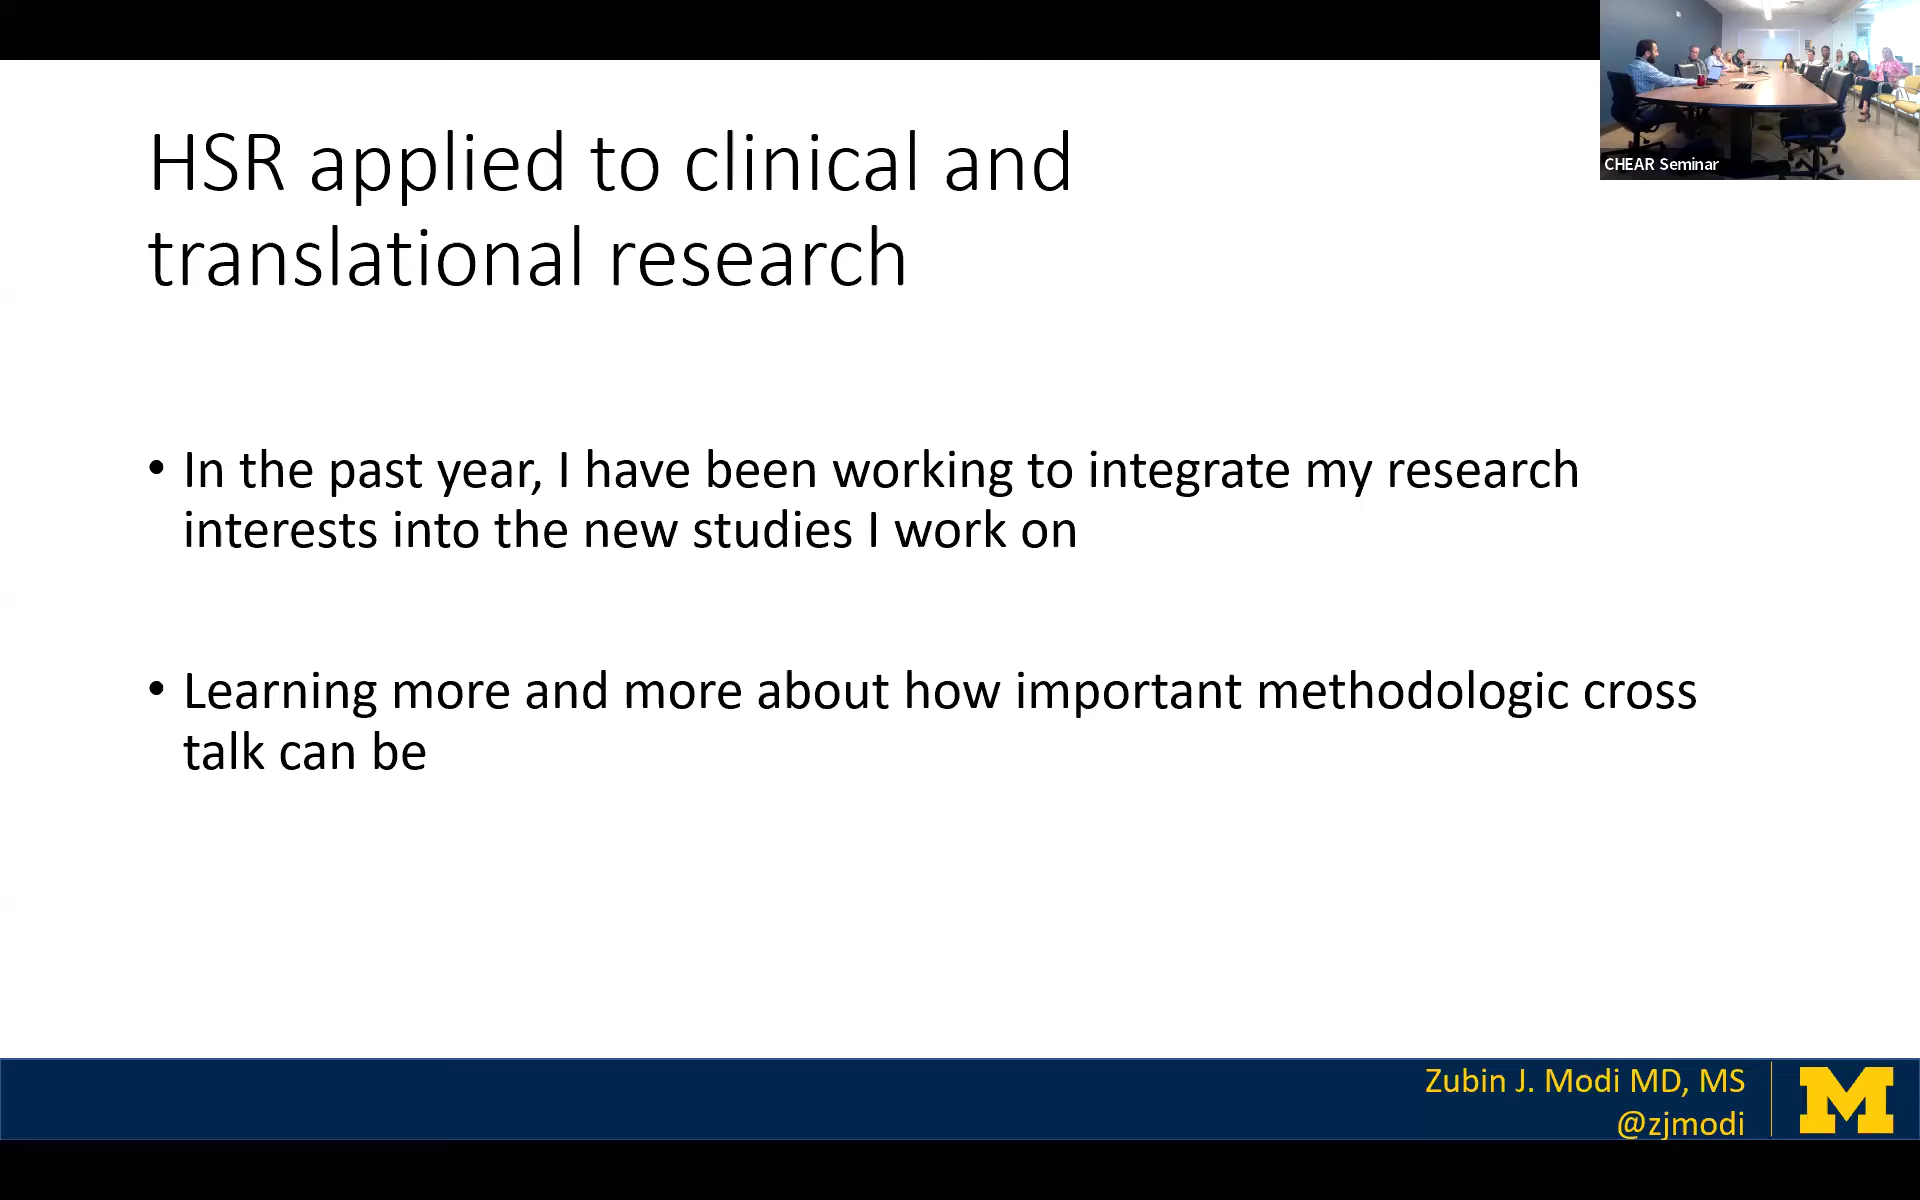 HSR applied to clinical and
translational research
CHEAR Seminar
• In the past year, I have been working to integrate my research
interests into the new studies I work on
• Learning more and more about how important methodologic cross
talk can be
Zubin J. Modi MD, MS
@zjmodi
M